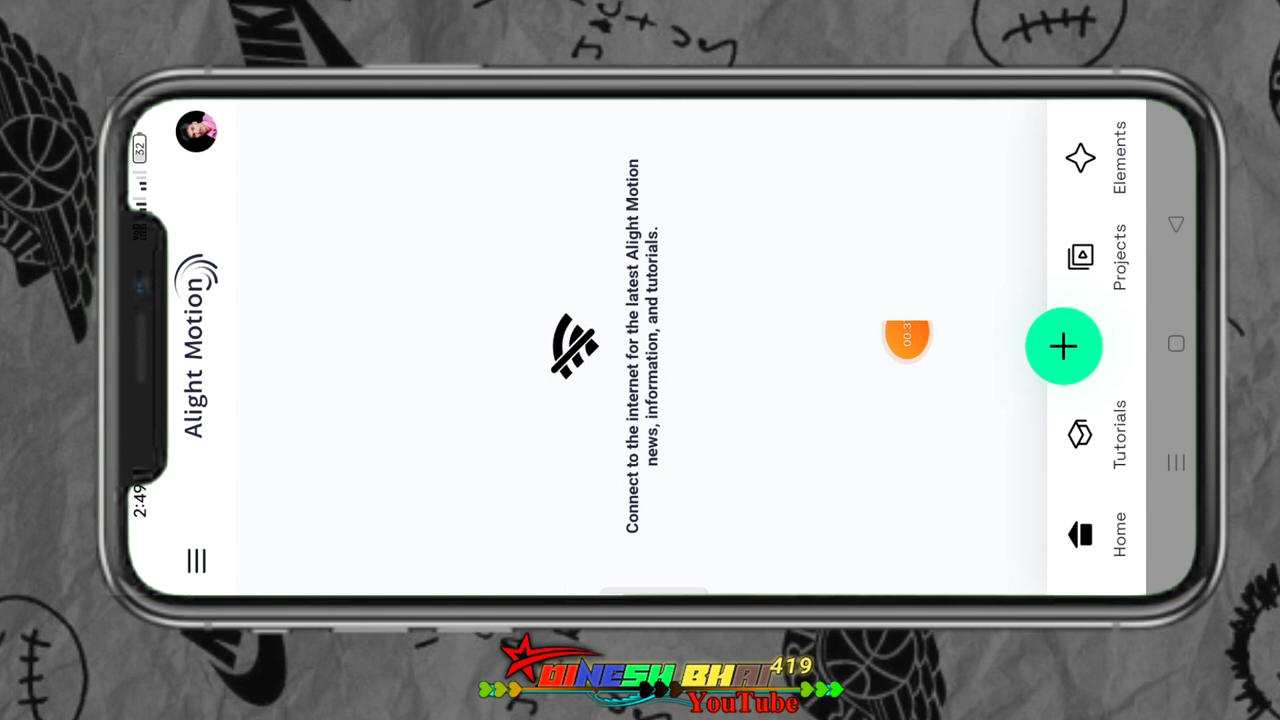 2:49
32
Alight Motion
Connect to the internet for the latest Alight Motion
news, information, and tutorials.
Home
Tutorials
Projects
Elements
DINESH BHAI 419
YouTube